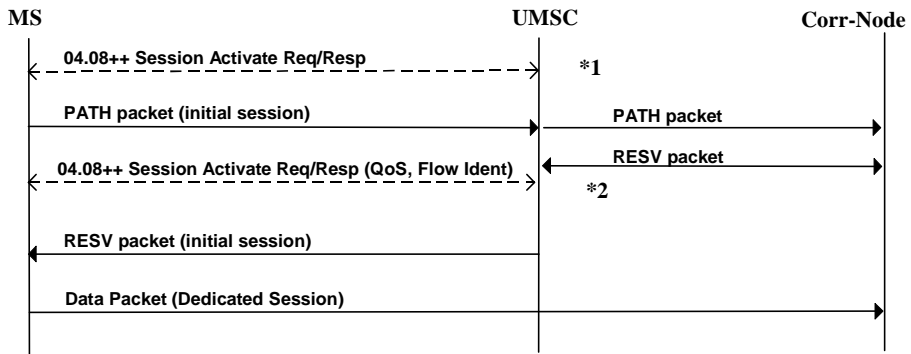 MS
UMSC
Corr-Node
04.08++ Session Activate Req/Resp
*1
PATH packet (initial session)
PATH packet
RESV packet
04.08++ Session Activate Req/Resp (QoS, Flow Ident)
*2
RESV packet (initial session)
Data Packet (Dedicated Session)